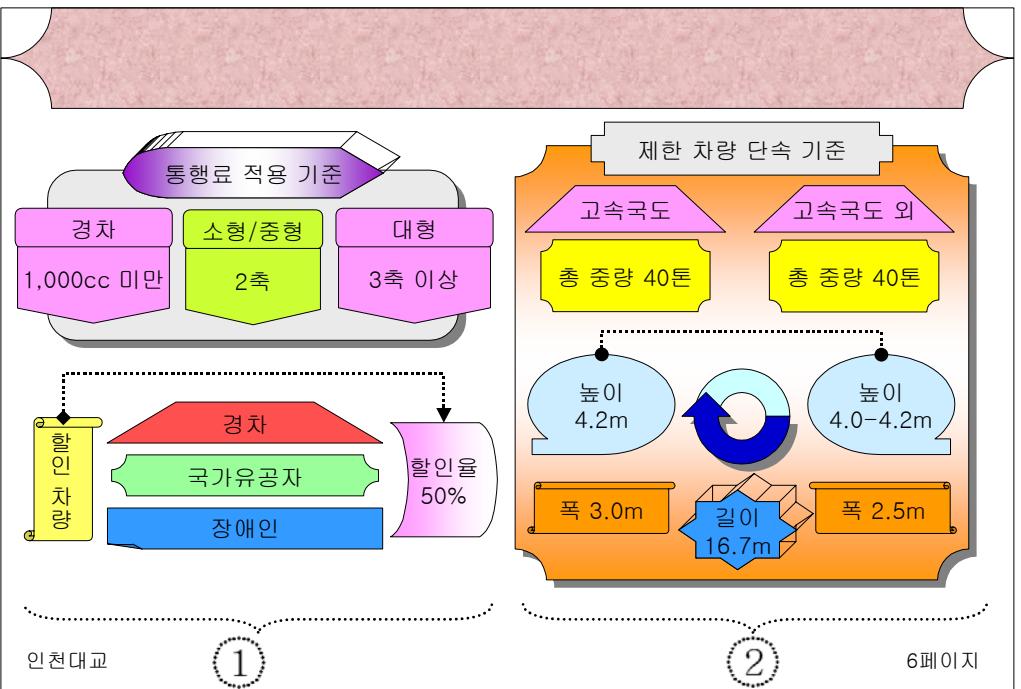 통행료 적용 기준
경차
1,000cc 미만
소형/중형
2축
대형
3축 이상
할인 차량
경차
국가유공자
장애인
할인율
50%
①
제한 차량 단속 기준
고속국도
고속국도 외
총 중량 40톤
총 중량 40톤
높이
4.2m
높이
4.0-4.2m
폭 3.0m
길이
16.7m
폭 2.5m
②
인천대교
6페이지